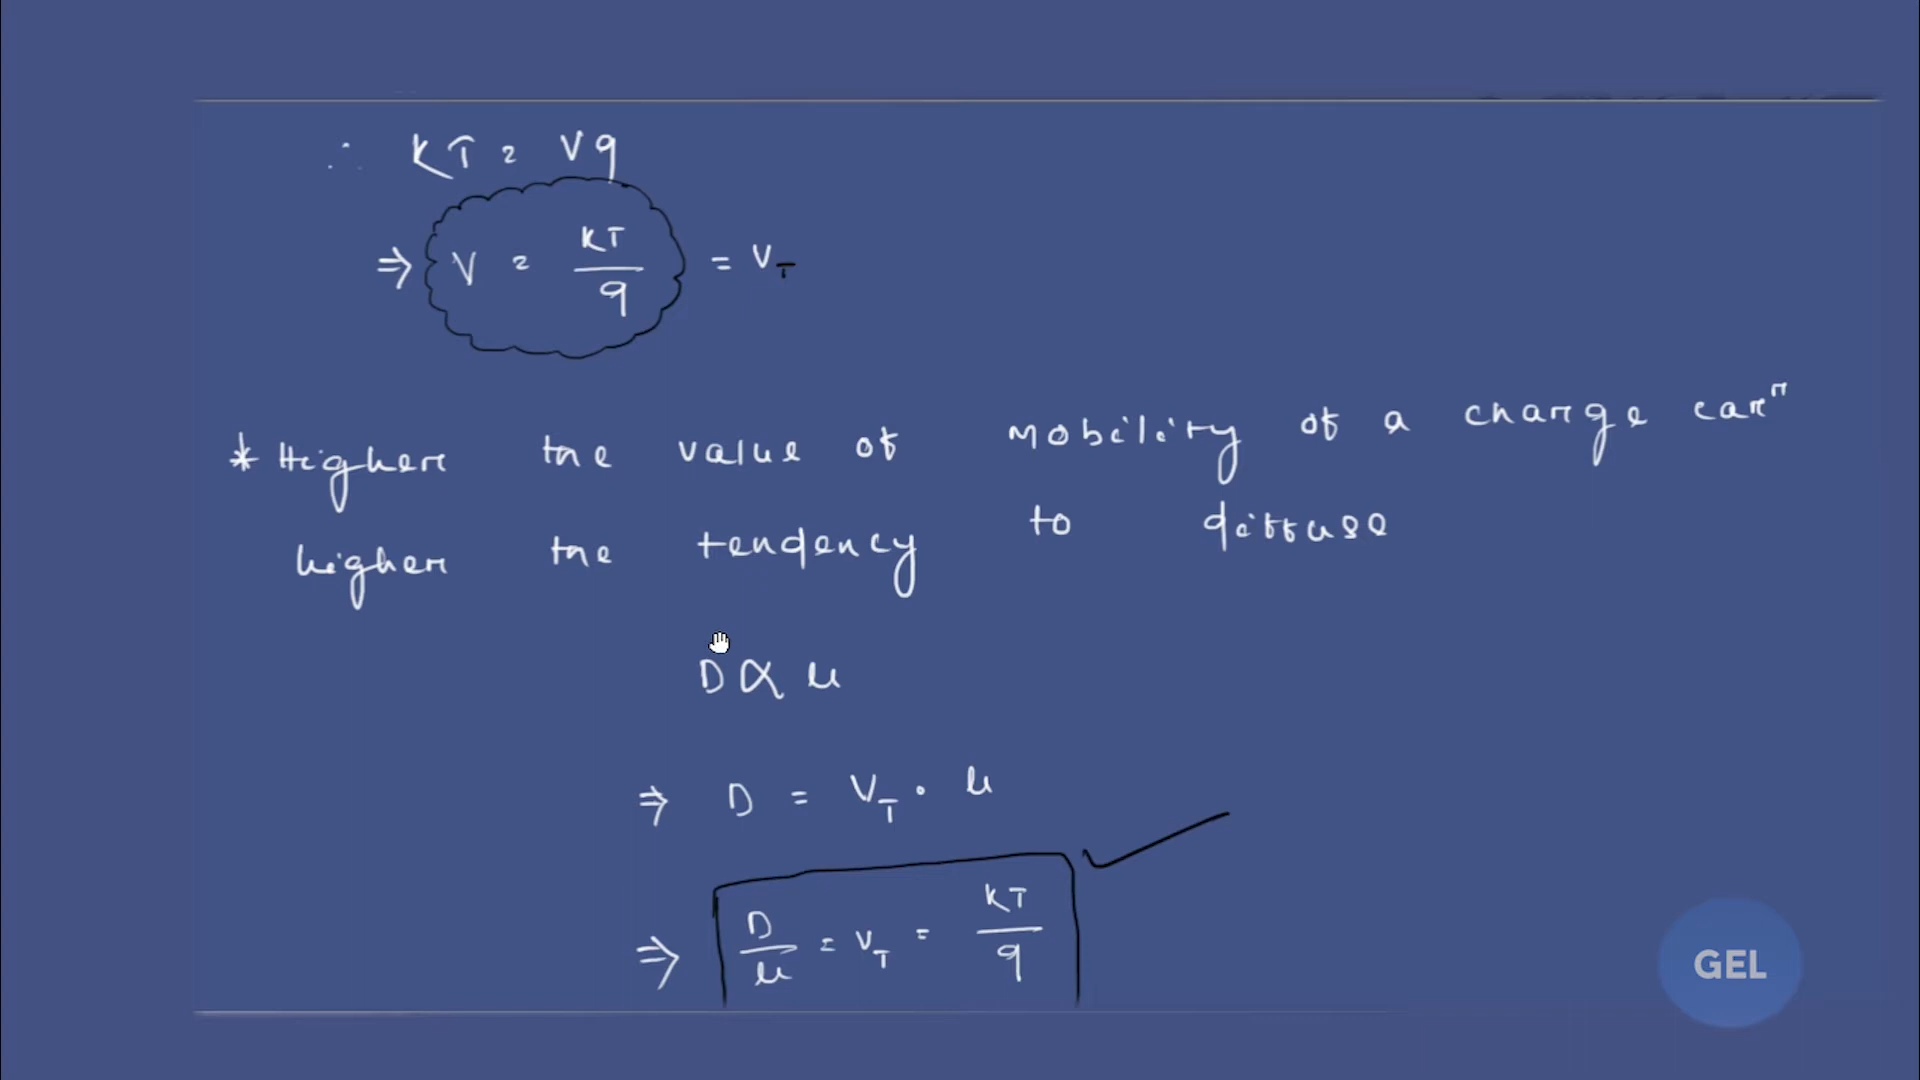 ∴ KT = Vq
⇒ V = KT/q = V_T
* Higher the value of mobility of a charge carrⁿ
higher the tendency to diffuse
D ∝ μ
⇒ D = V_T . μ
⇒ D/μ = V_T = KT/q
GEL